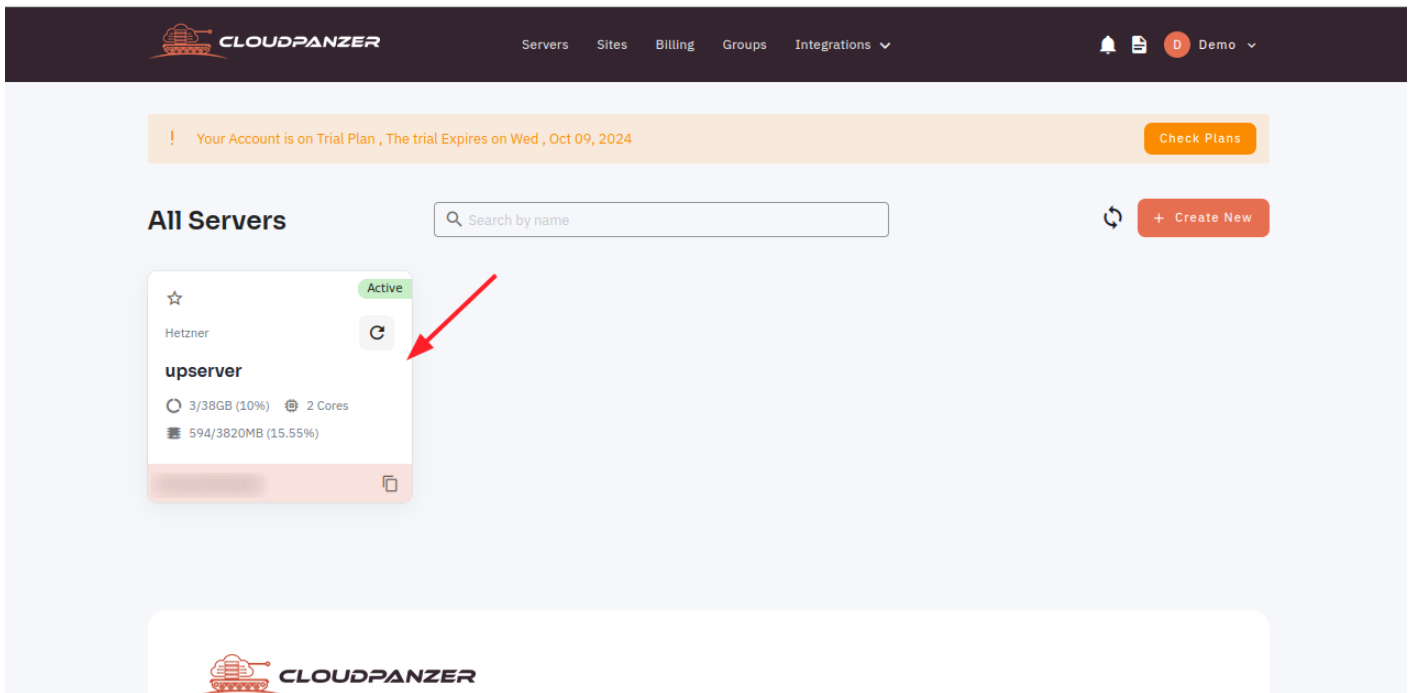 CLOUDPANZER
Servers Sites Billing Groups Integrations
D Demo
! Your Account is on Trial Plan , The trial Expires on Wed , Oct 09, 2024
Check Plans
All Servers
Search by name
+ Create New
Active
Hetzner
upserver
3/38GB (10%) 2 Cores
594/3820MB (15.55%)
CLOUDPANZER